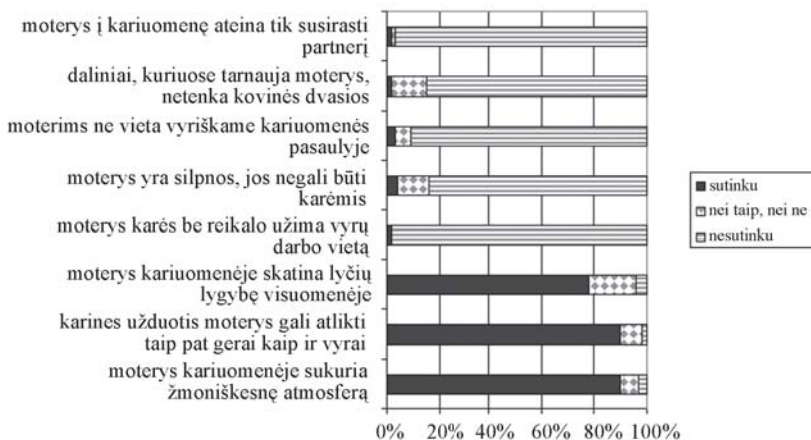 moterys į kariuomenę ateina tik susirasti
partnerį
daliniai, kuriuose tarnauja moterys,
netenka kovinės dvasios
moterims ne vieta vyriškame kariuomenės
pasaulyje
moterys yra silpnos, jos negali būti
karėmis
moterys karės be reikalo užima vyrų
darbo vietą
moterys kariuomenėje skatina lyčių
lygybę visuomenėje
karines užduotis moterys gali atlikti
taip pat gerai kaip ir vyrai
moterys kariuomenėje sukuria
žmoniškesnę atmosferą
0% 20% 40% 60% 80% 100%
sutinku
nei taip, nei ne
nesutinku